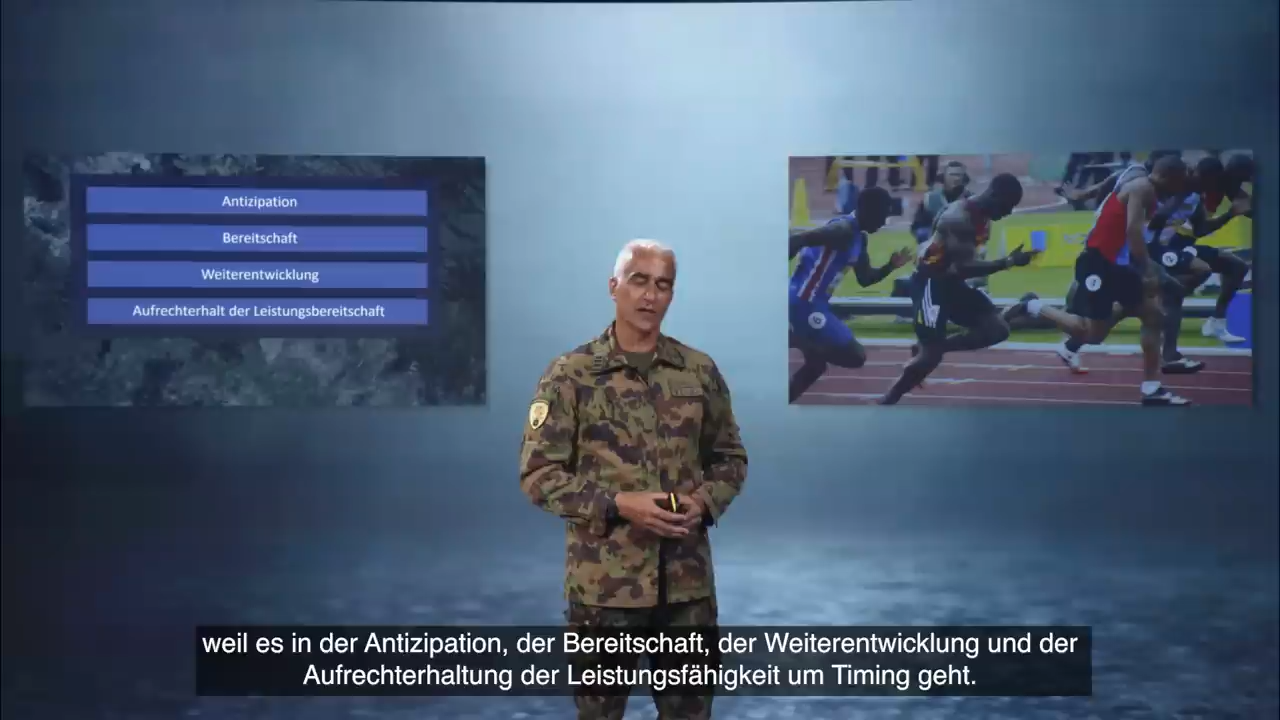 Antizipation
Bereitschaft
Weiterentwicklung
Aufrechterhalt der Leistungsbereitschaft
weil es in der Antizipation, der Bereitschaft, der Weiterentwicklung und der
Aufrechterhaltung der Leistungsfähigkeit um Timing geht.